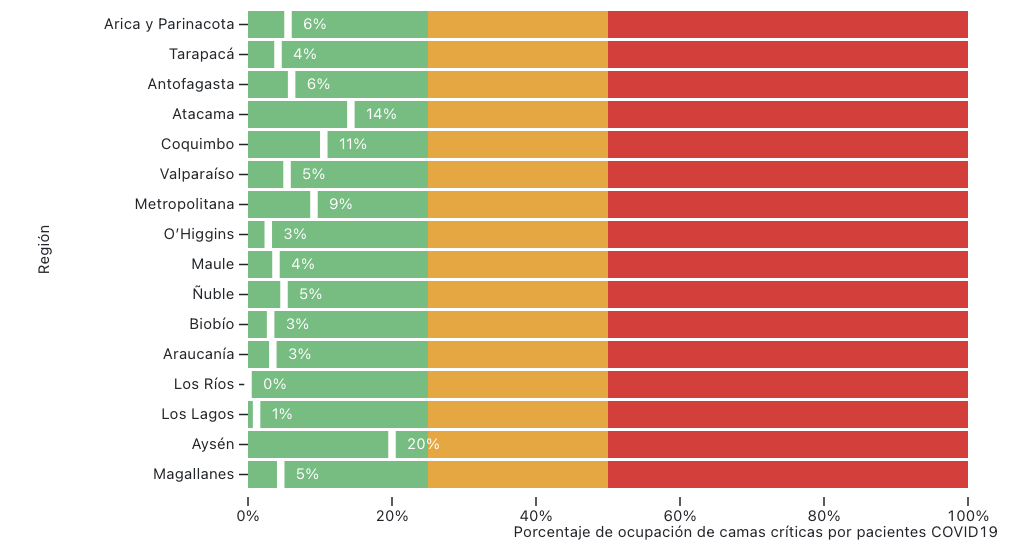 Arica y Parinacota 6%
Tarapacá 4%
Antofagasta 6%
Atacama 14%
Coquimbo 11%
Valparaíso 5%
Metropolitana 9%
O’Higgins 3%
Maule 4%
Ñuble 5%
Biobío 3%
Araucanía 3%
Los Ríos 0%
Los Lagos 1%
Aysén 20%
Magallanes 5%
Región
0% 20% 40% 60% 80% 100%
Porcentaje de ocupación de camas críticas por pacientes COVID19